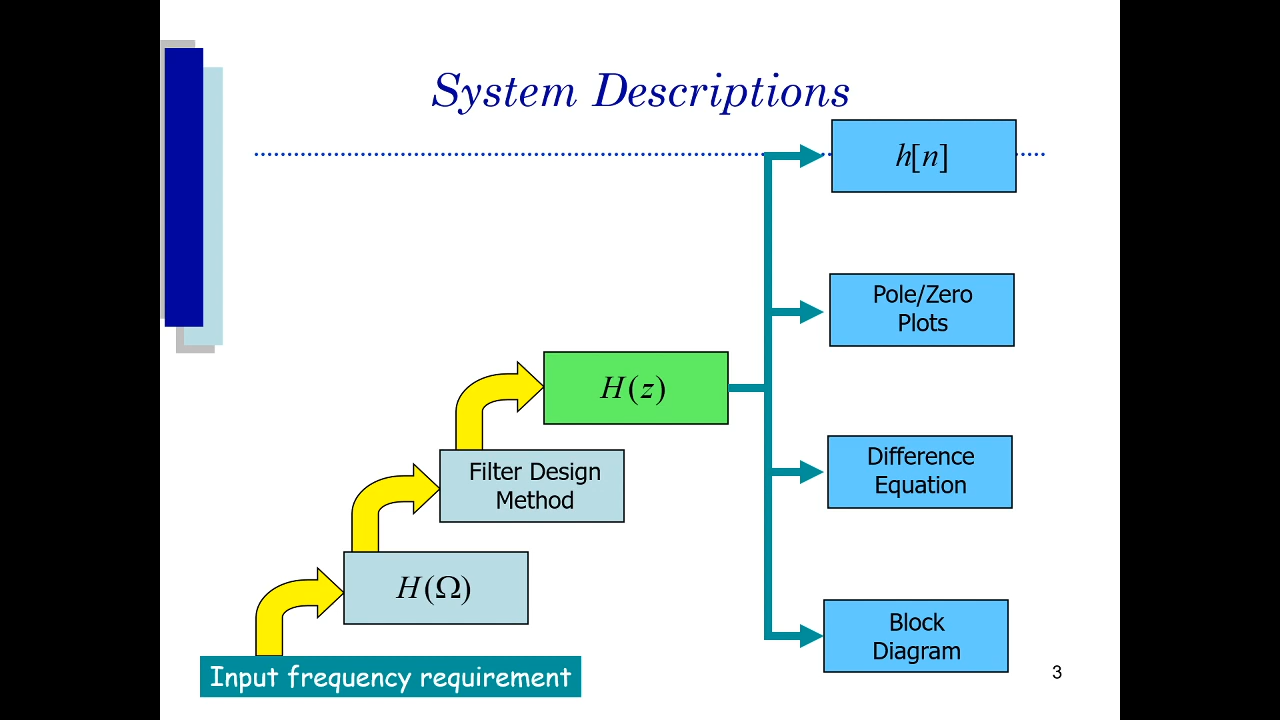 System Descriptions
h[n]
Pole/Zero
Plots
H(z)
Difference
Equation
Filter Design
Method
H(Ω)
Block
Diagram
Input frequency requirement
3